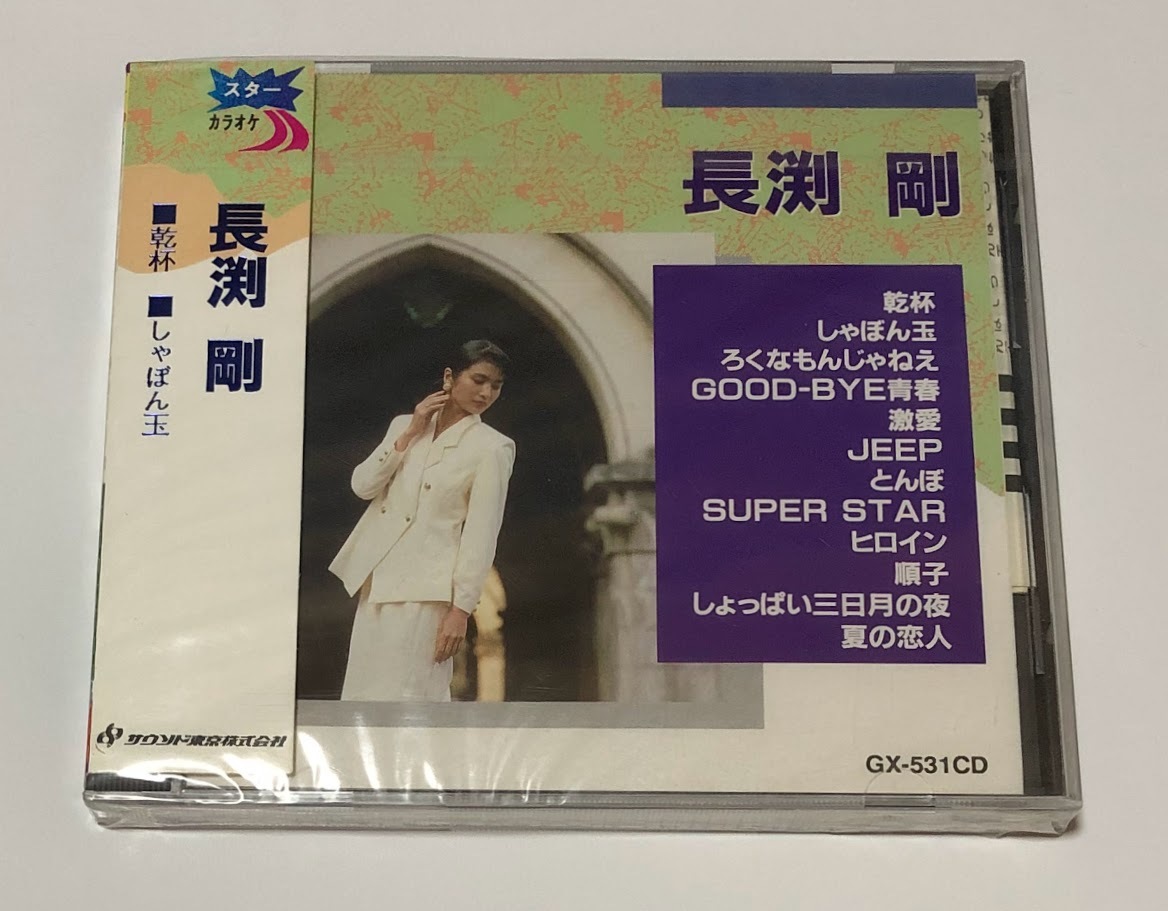 スター
カラオケ
長渕 剛
■乾杯 ■しゃぼん玉
サウンド東京株式会社
長渕 剛
乾杯
しゃぼん玉
ろくなもんじゃねえ
GOOD-BYE青春
激愛
JEEP
とんぼ
SUPER STAR
ヒロイン
順子
しょっぱい三日月の夜
夏の恋人
GX-531CD